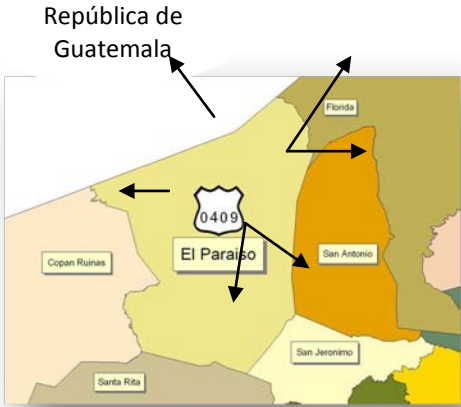 República de
Guatemala
Florida
0409
El Paraiso
San Antonio
Copan Ruinas
San Jeronimo
Santa Rita